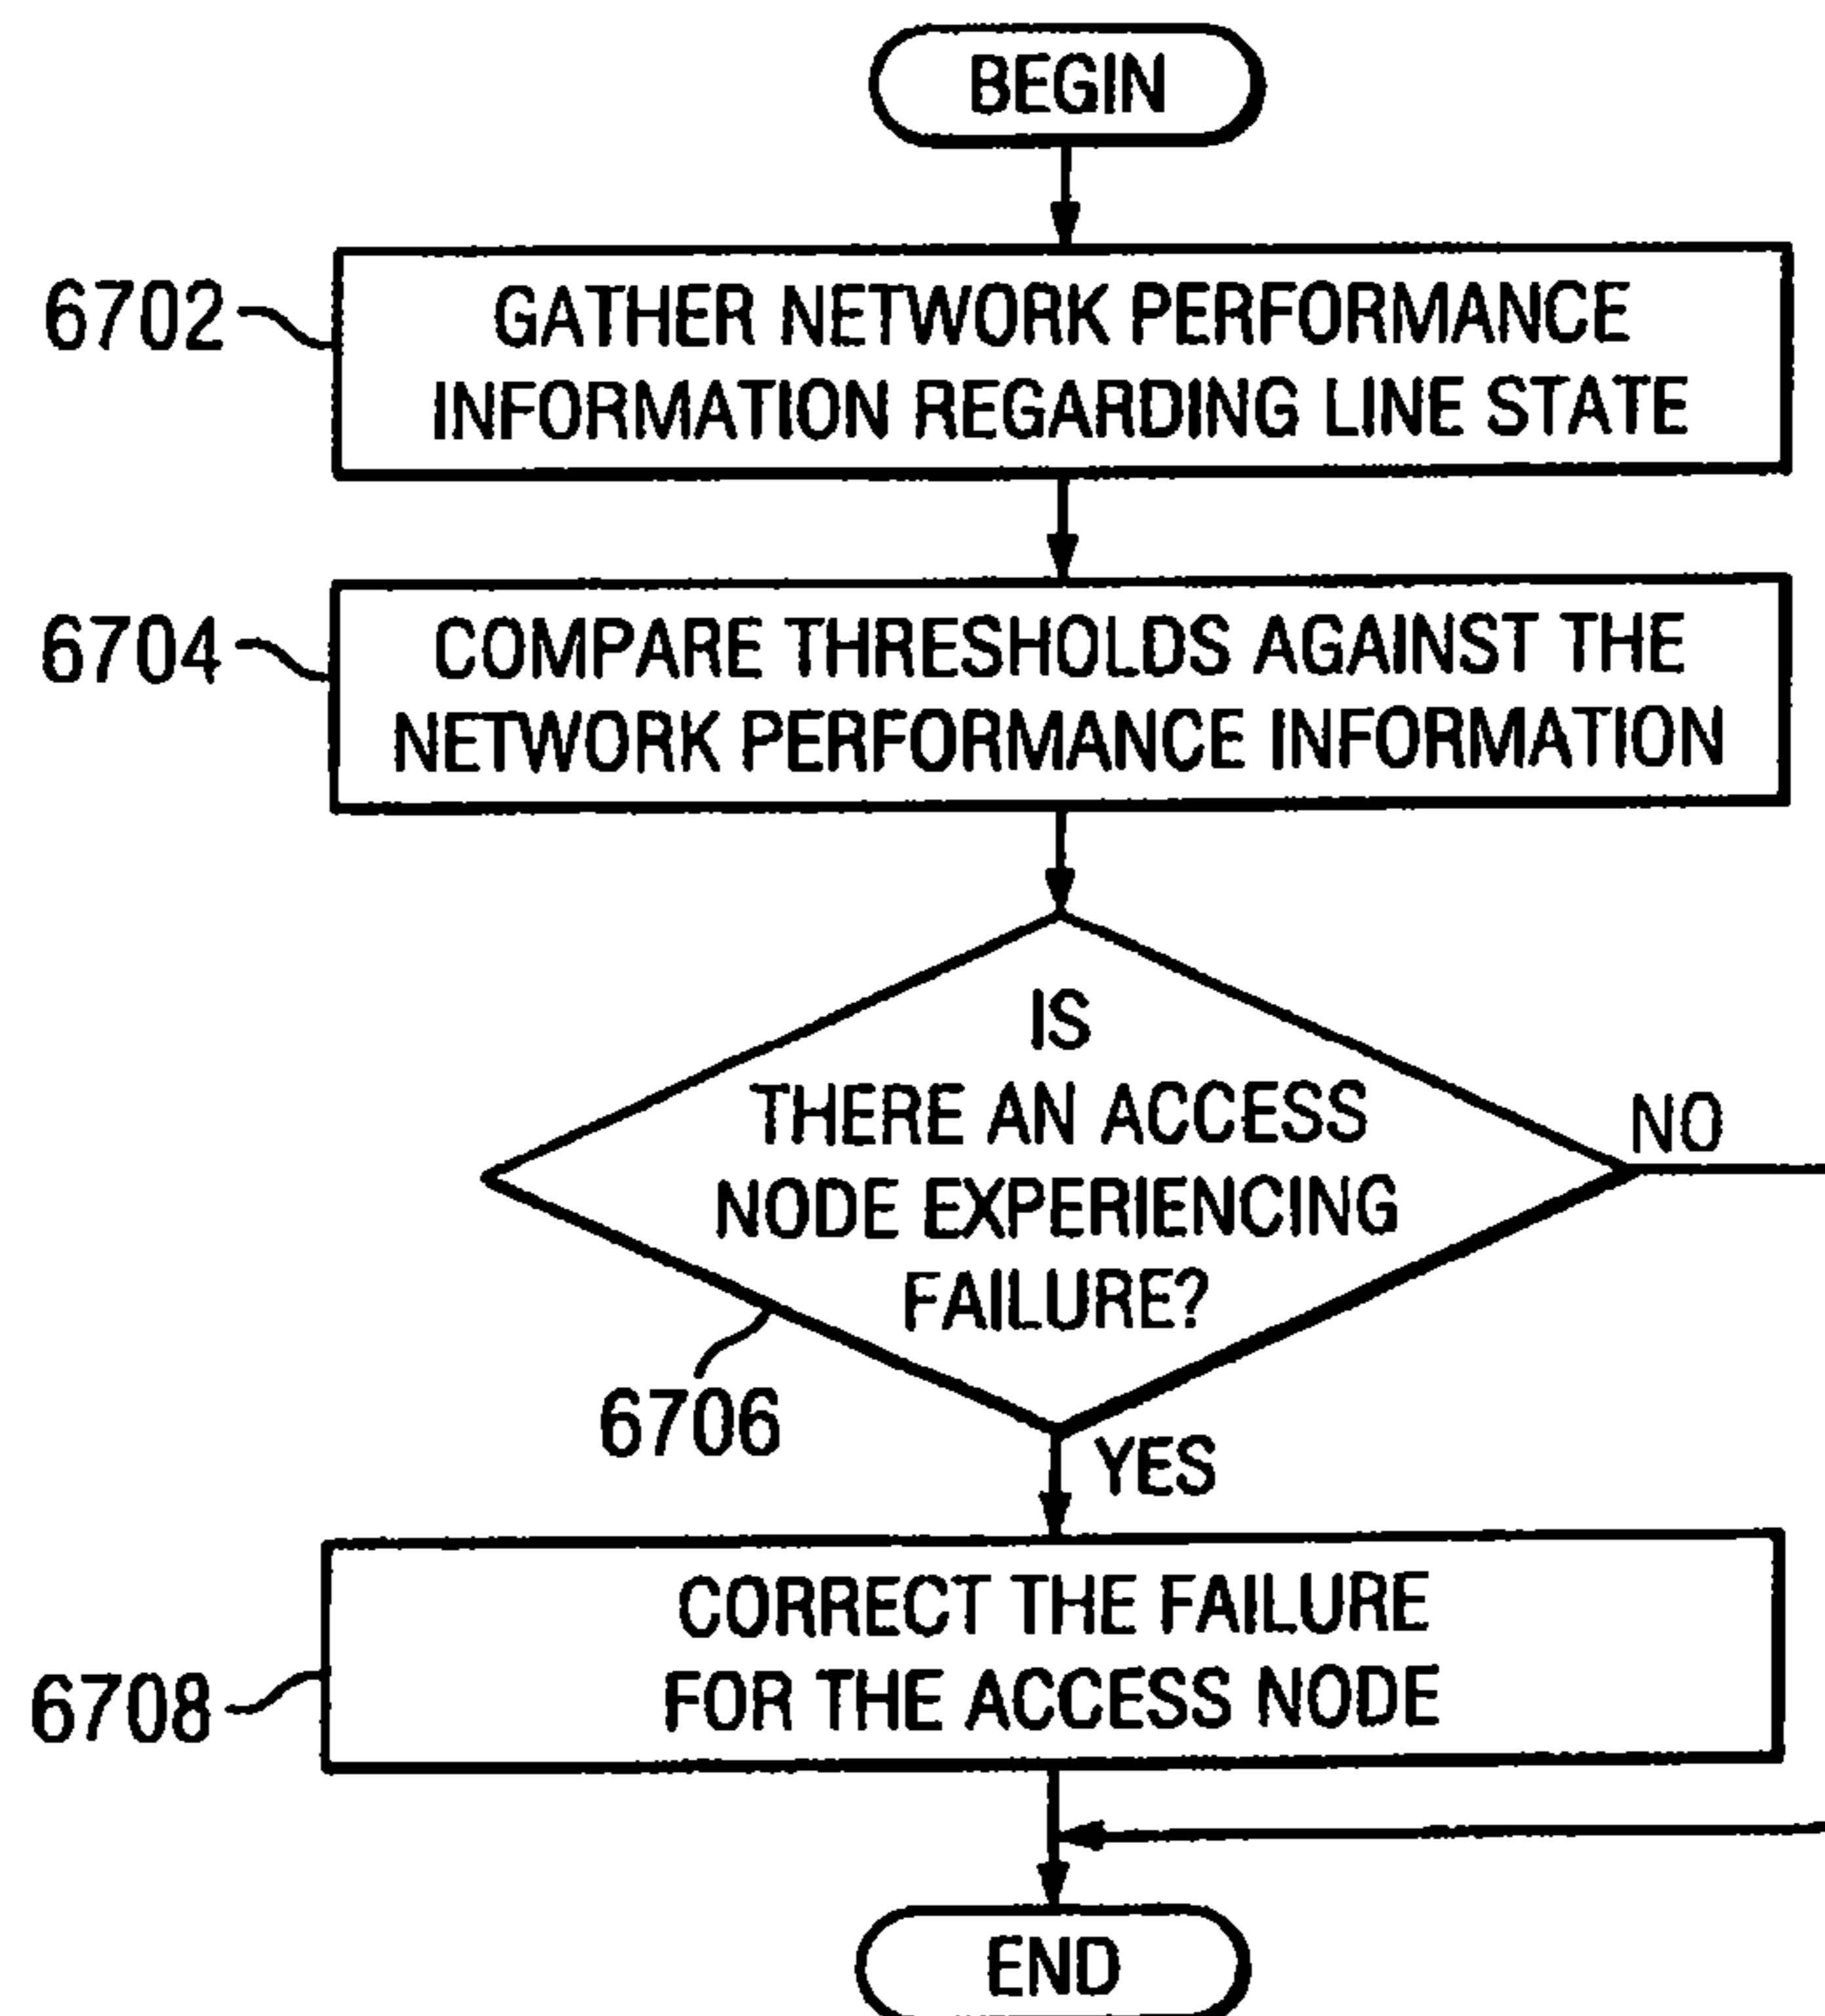 BEGIN
6702
GATHER NETWORK PERFORMANCE
INFORMATION REGARDING LINE STATE
6704
COMPARE THRESHOLDS AGAINST THE
NETWORK PERFORMANCE INFORMATION
IS
THERE AN ACCESS
NODE EXPERIENCING
FAILURE?
NO
6706
YES
CORRECT THE FAILURE
FOR THE ACCESS NODE
6708
END